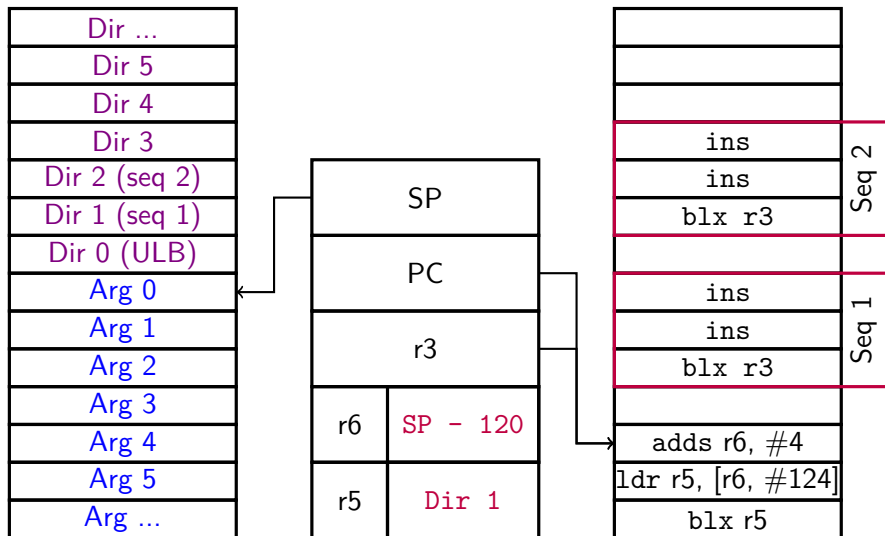 Dir ...
Dir 5
Dir 4
Dir 3
Dir 2 (seq 2)
Dir 1 (seq 1)
Dir 0 (ULB)
Arg 0
Arg 1
Arg 2
Arg 3
Arg 4
Arg 5
Arg ...
SP
PC
r3
r6 SP - 120
r5 Dir 1
ins
ins
blx r3
Seq 2
ins
ins
blx r3
Seq 1
adds r6, #4
ldr r5, [r6, #124]
blx r5